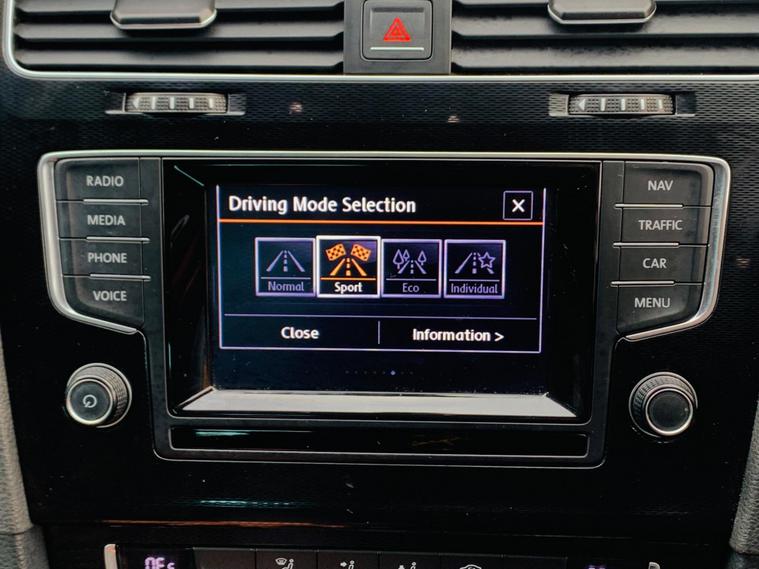 RADIO
MEDIA
PHONE
VOICE
Driving Mode Selection
Normal
Sport
Eco
Individual
Close
Information >
NAV
TRAFFIC
CAR
MENU